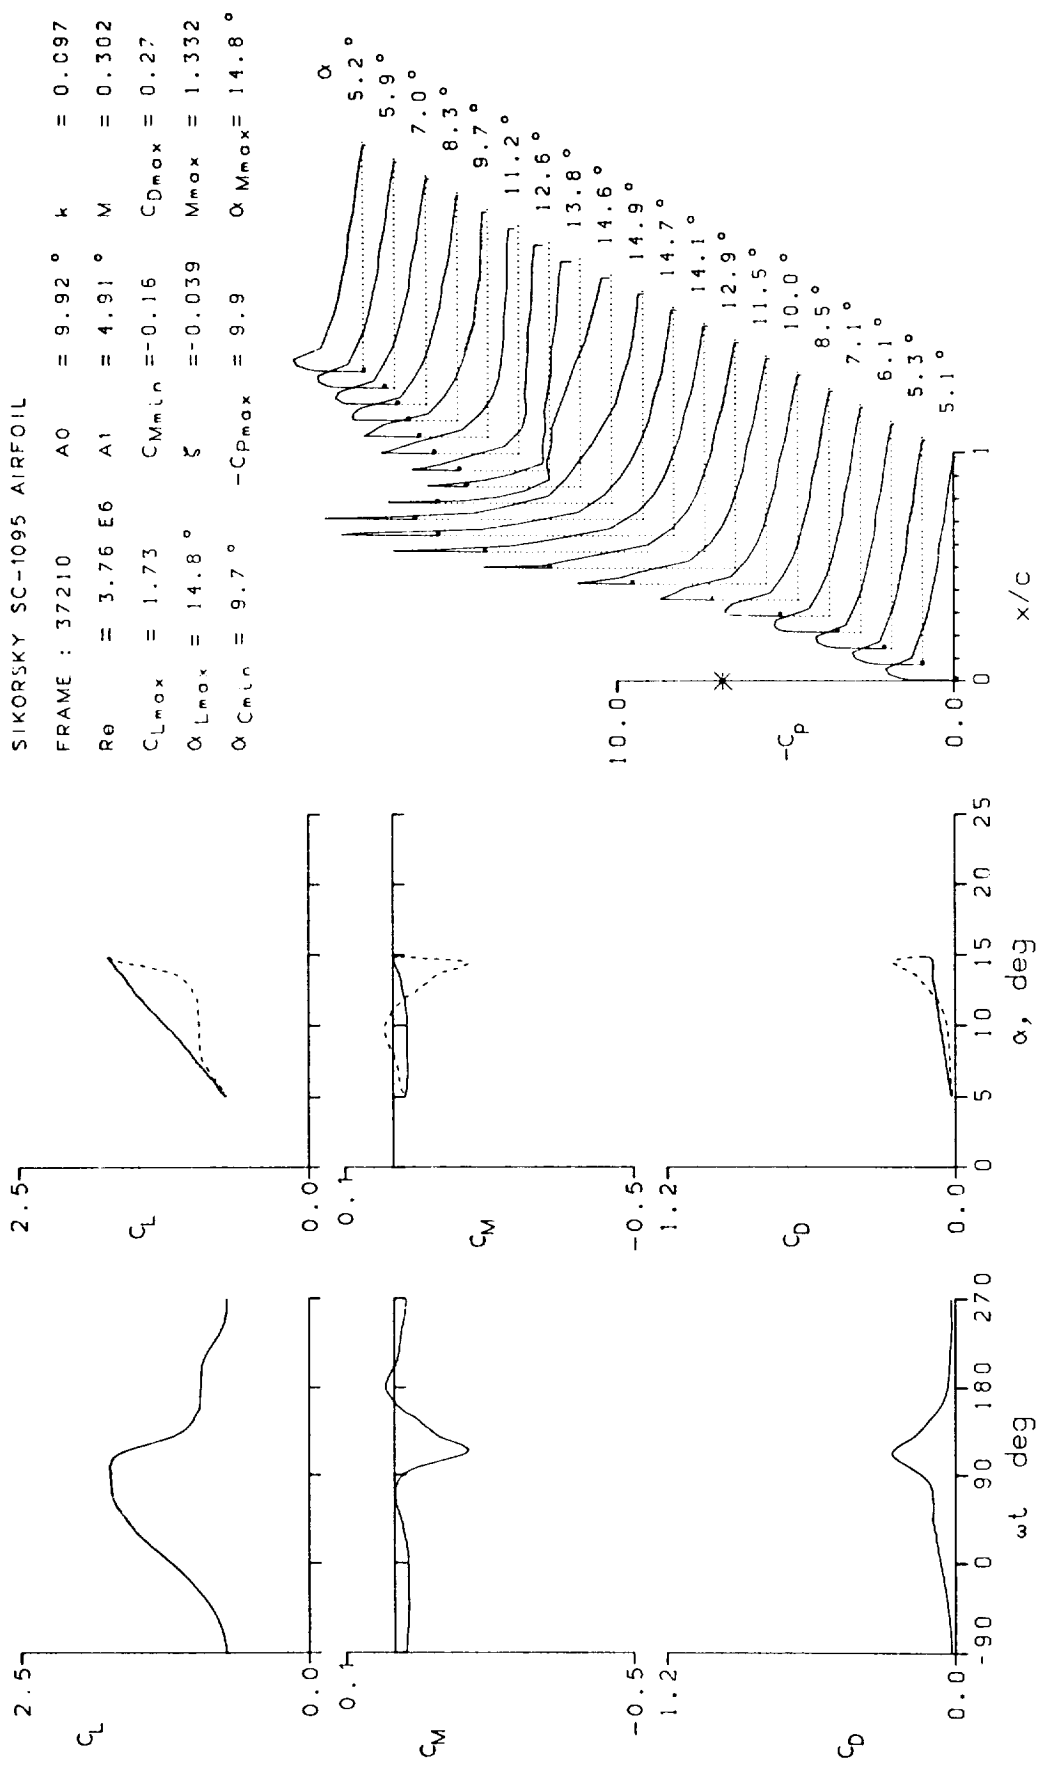 SIKORSKY SC-1095 AIRFOIL
FRAME : 37210 A0 = 9.92° k = 0.097
Re = 3.76 E6 A1 = 4.91° M = 0.302
CLmax = 1.73 CMmin =-0.16 CDmax = 0.27
αLmax = 14.8° ζ =-0.039 Mmax = 1.332
αCmin = 9.7° -CPmax = 9.9 αMmax= 14.8°
α
5.2°
5.9°
7.0°
8.3°
9.7°
11.2°
12.6°
13.8°
14.6°
14.9°
14.7°
14.1°
12.9°
11.5°
10.0°
8.5°
7.1°
6.1°
5.3°
5.1°
10.0
-Cp
0.0
0 1
x/c
2.5
CL
0.0
0.1
CM
-0.5
1.2
CD
0.0
0 5 10 15 20 25
α, deg
2.5
CL
0.0
0.1
CM
-0.5
1.2
CD
0.0
-90 0 90 180 270
ωt deg